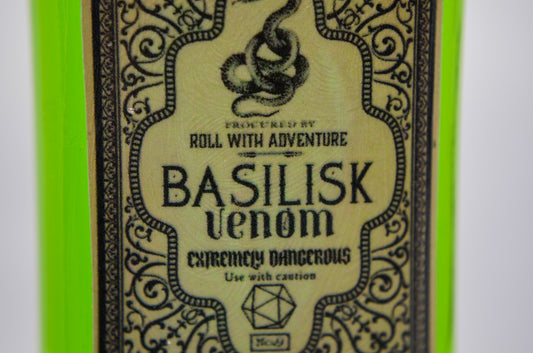 PROCURED BY
ROLL WITH ADVENTURE
BASILISK
venom
EXTREMELY DANGEROUS
Use with caution